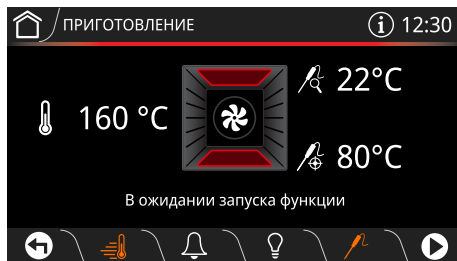 ПРИГОТОВЛЕНИЕ
i 12:30
22°C
160 °C
80°C
В ожидании запуска функции